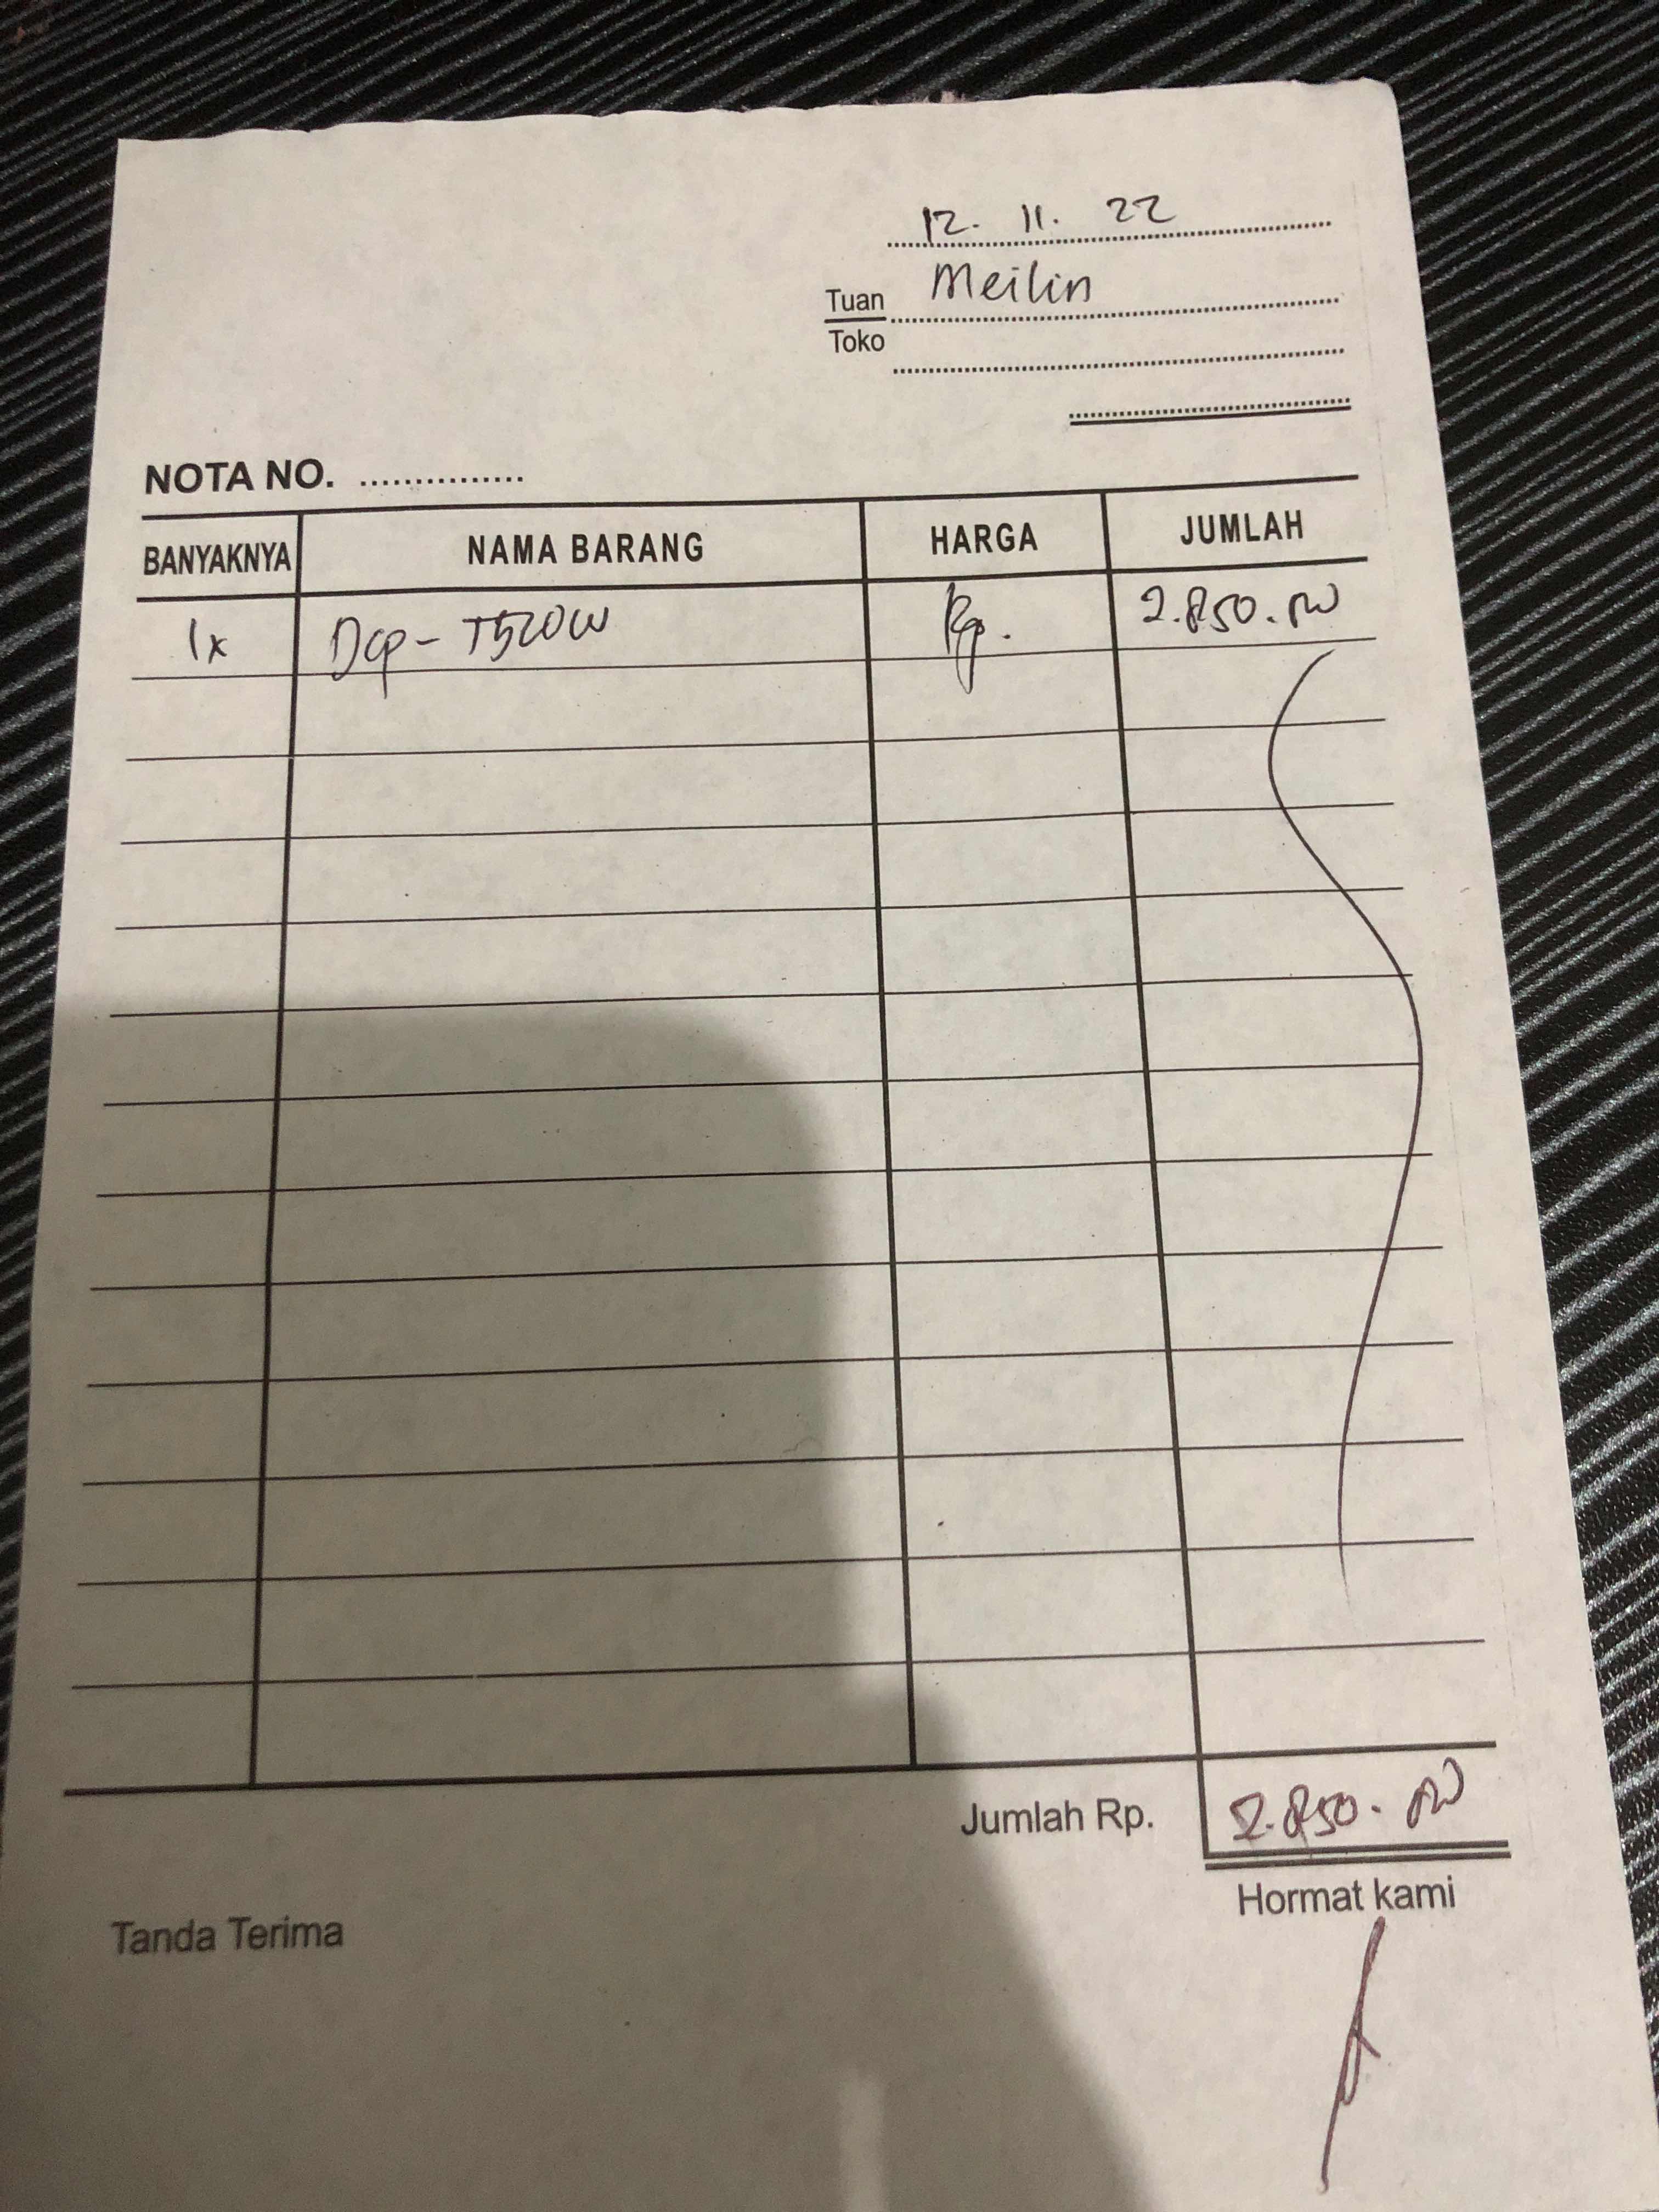 12. 11. 22
Tuan Meilin
Toko
NOTA NO. ...............
BANYAKNYA NAMA BARANG HARGA JUMLAH
1x Dcp - T520W Rp. 2.850.000
Jumlah Rp. 2.850.000
Hormat kami
Tanda Terima